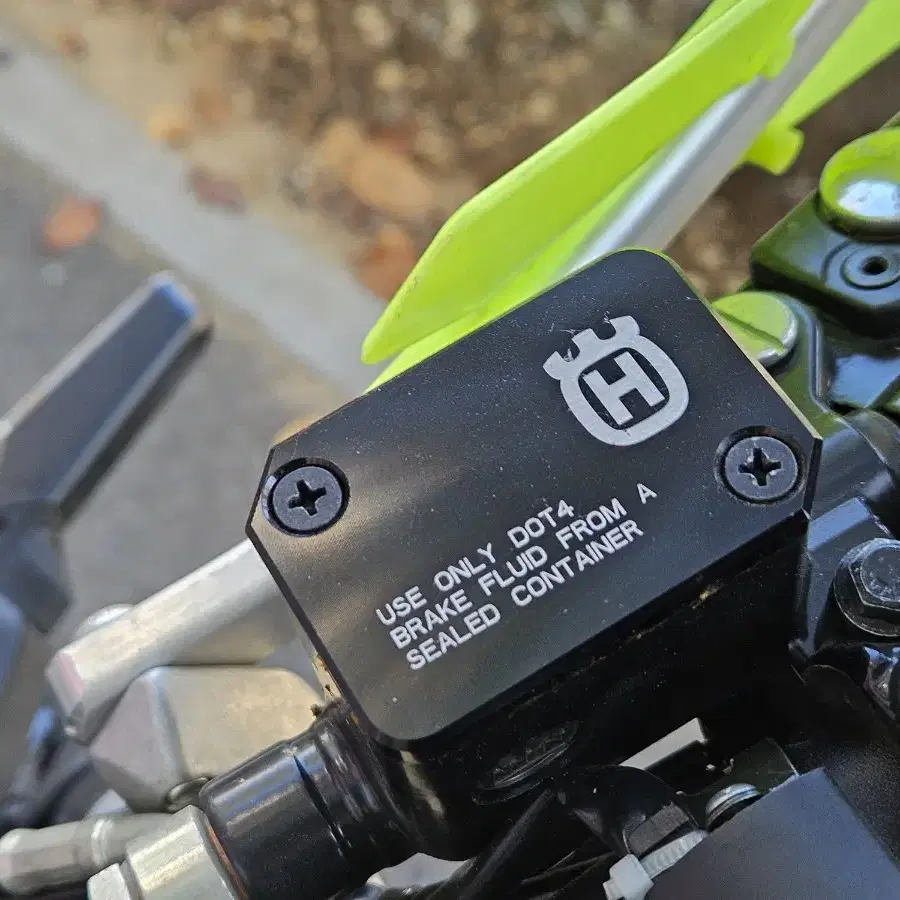 H
USE ONLY DOT4
BRAKE FLUID FROM A
SEALED CONTAINER